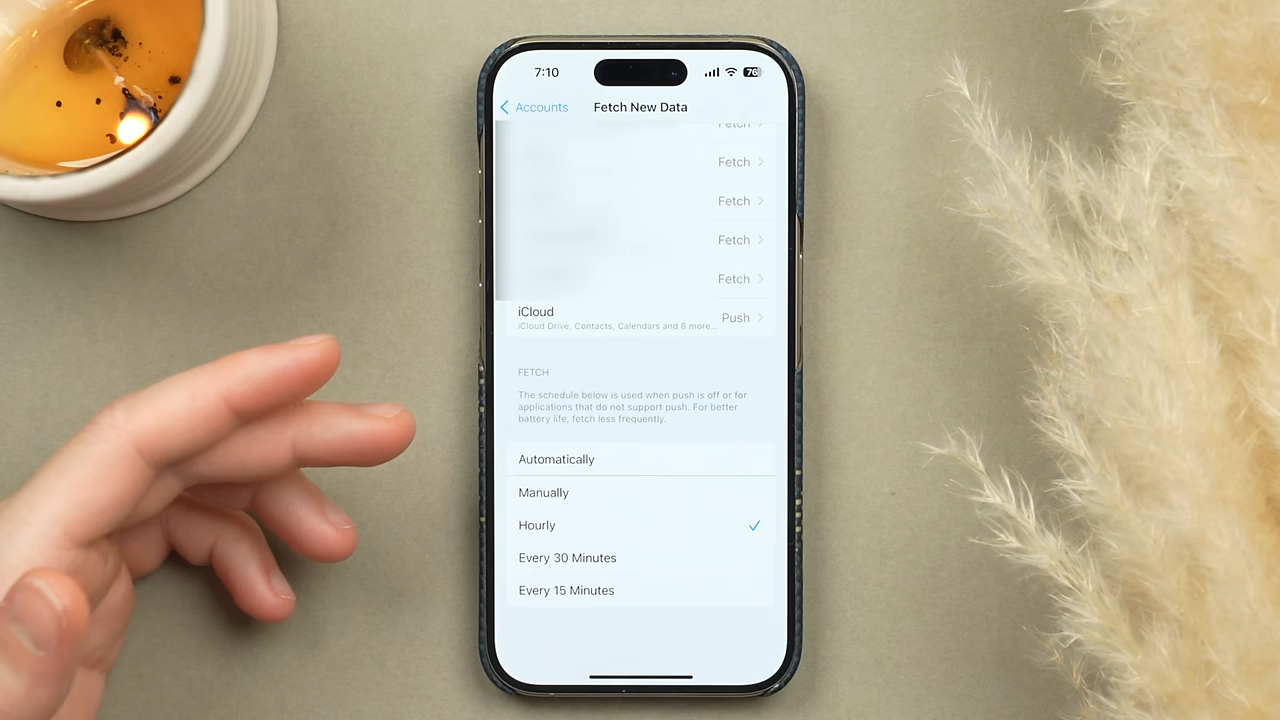 7:10
76
Accounts
Fetch New Data
Fetch
Fetch
Fetch
Fetch
Fetch
iCloud
iCloud Drive, Contacts, Calendars and 8 more...
Push
FETCH
The schedule below is used when push is off or for
applications that do not support push. For better
battery life, fetch less frequently.
Automatically
Manually
Hourly
Every 30 Minutes
Every 15 Minutes